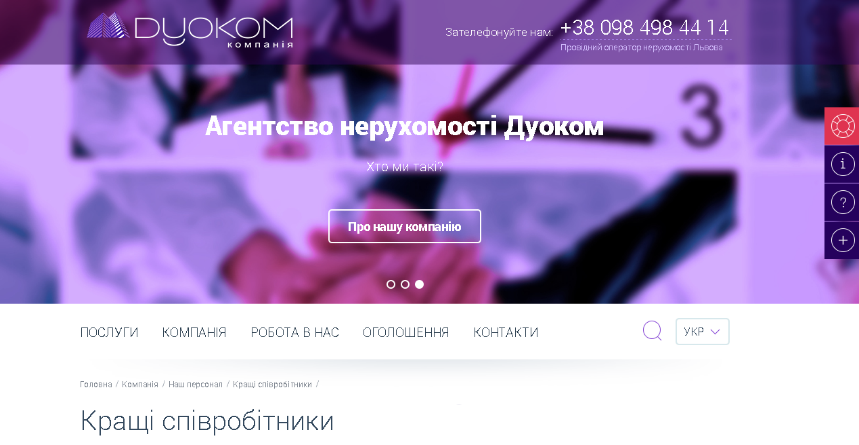 ДУОКОМ
компанія
Зателефонуйте нам:
+38 098 498 44 14
Провідний оператор нерухомості Львова
3
Агентство нерухомості Дуоком
Хто ми такі?
Про нашу компанію
ПОСЛУГИ КОМПАНІЯ РОБОТА В НАС ОГОЛОШЕННЯ КОНТАКТИ
УКР
Головна / Компанія / Наш персонал / Кращі співробітники /
Кращі співробітники